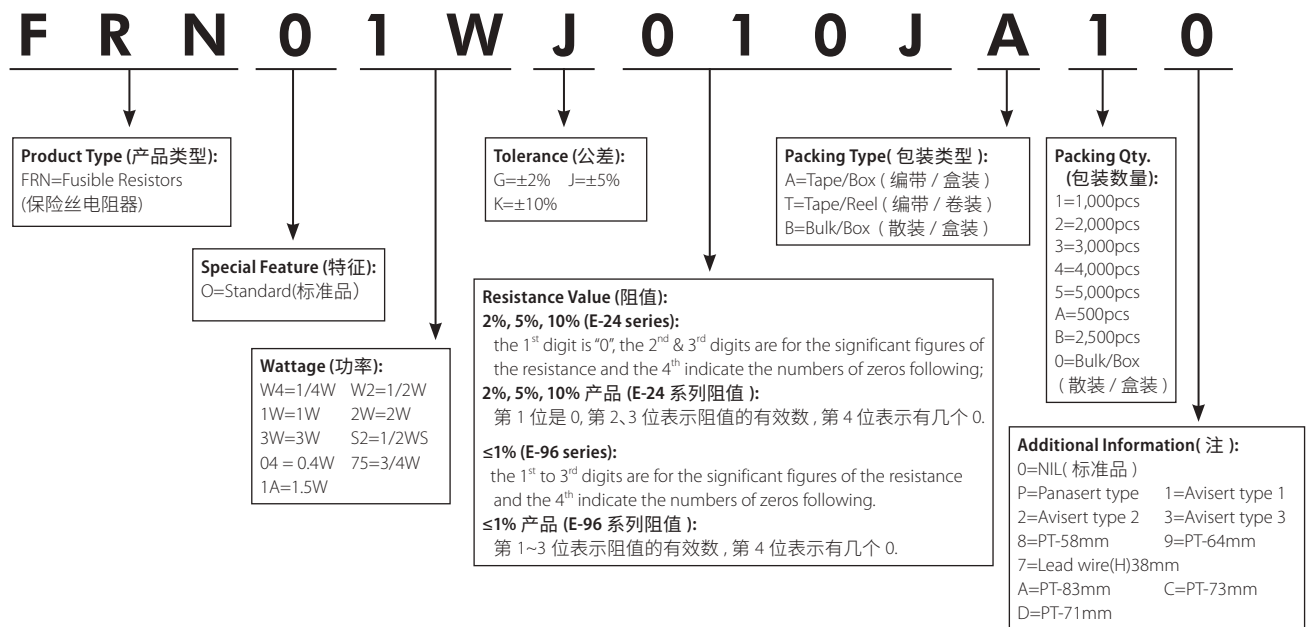 F R N 0 1 W J 0 1 0 J A 1 0
Product Type (产品类型):
FRN=Fusible Resistors
(保险丝电阻器)
Special Feature (特征):
O=Standard(标准品)
Wattage (功率):
W4=1/4W W2=1/2W
1W=1W 2W=2W
3W=3W S2=1/2WS
04 = 0.4W 75=3/4W
1A=1.5W
Tolerance (公差):
G=±2% J=±5%
K=±10%
Resistance Value (阻值):
2%, 5%, 10% (E-24 series):
the 1st digit is "0", the 2nd & 3rd digits are for the significant figures of
the resistance and the 4th indicate the numbers of zeros following;
2%, 5%, 10% 产品 (E-24 系列阻值 ):
第 1 位是 0, 第 2、3 位表示阻值的有效数 , 第 4 位表示有几个 0.
≤1% (E-96 series):
the 1st to 3rd digits are for the significant figures of the resistance
and the 4th indicate the numbers of zeros following.
≤1% 产品 (E-96 系列阻值 ):
第 1~3 位表示阻值的有效数 , 第 4 位表示有几个 0.
Packing Type( 包装类型 ):
A=Tape/Box ( 编带 / 盒装 )
T=Tape/Reel ( 编带 / 卷装 )
B=Bulk/Box ( 散装 / 盒装 )
Packing Qty.
(包装数量):
1=1,000pcs
2=2,000pcs
3=3,000pcs
4=4,000pcs
5=5,000pcs
A=500pcs
B=2,500pcs
0=Bulk/Box
( 散装 / 盒装 )
Additional Information( 注 ):
0=NIL( 标准品 )
P=Panasert type 1=Avisert type 1
2=Avisert type 2 3=Avisert type 3
8=PT-58mm 9=PT-64mm
7=Lead wire(H)38mm
A=PT-83mm C=PT-73mm
D=PT-71mm